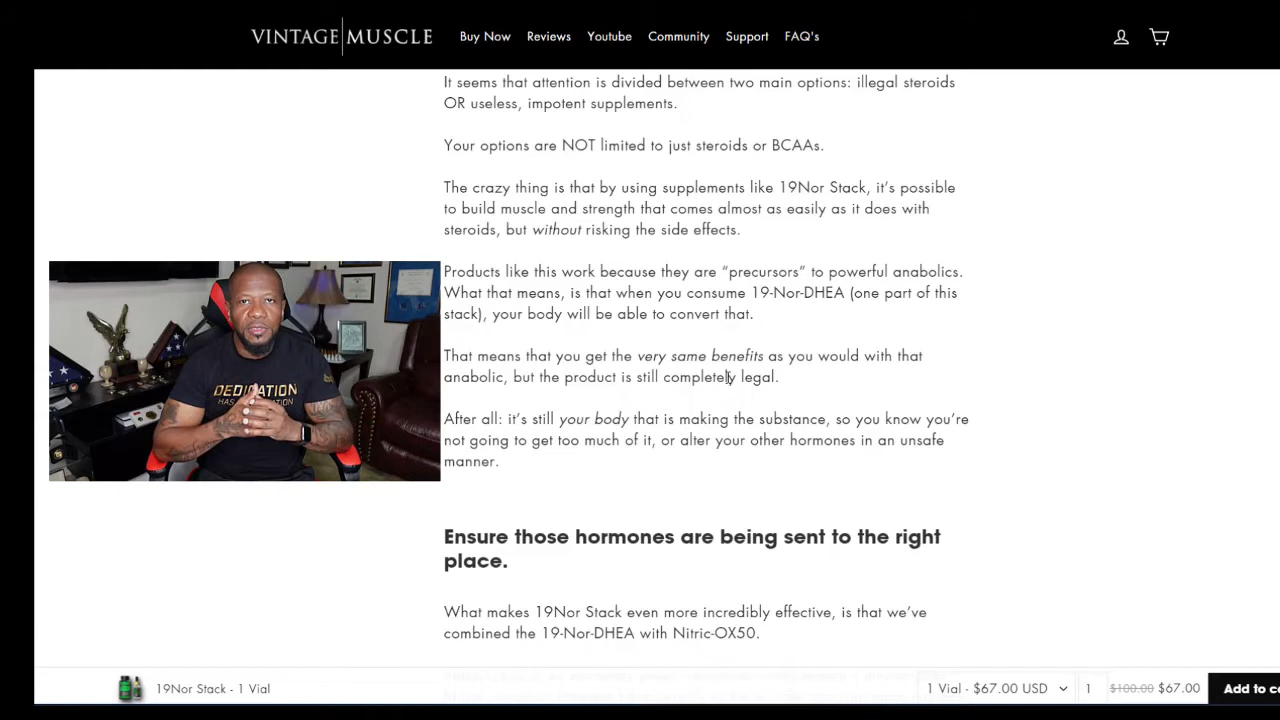 VINTAGE|MUSCLE
Buy Now
Reviews
Youtube
Community
Support
FAQ's
It seems that attention is divided between two main options: illegal steroids
OR useless, impotent supplements.
Your options are NOT limited to just steroids or BCAAs.
The crazy thing is that by using supplements like 19Nor Stack, it's possible
to build muscle and strength that comes almost as easily as it does with
steroids, but without risking the side effects.
Products like this work because they are “precursors” to powerful anabolics.
What that means, is that when you consume 19-Nor-DHEA (one part of this
stack), your body will be able to convert that.
That means that you get the very same benefits as you would with that
anabolic, but the product is still completely legal.
After all: it's still your body that is making the substance, so you know you're
not going to get too much of it, or alter your other hormones in an unsafe
manner.
DEDICATION
Ensure those hormones are being sent to the right
place.
What makes 19Nor Stack even more incredibly effective, is that we've
combined the 19-Nor-DHEA with Nitric-OX50.
19Nor Stack - 1 Vial
1 Vial - $67.00 USD
1
$100.00 $67.00
Add to c